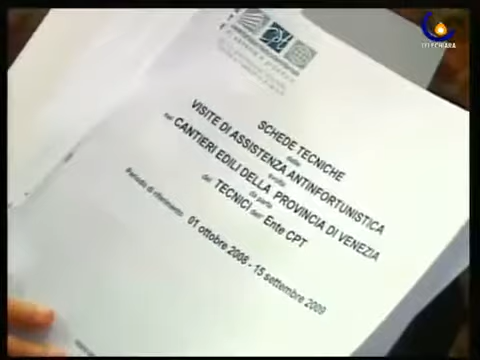 TELECHIARA
SCHEDE TECNICHE
delle
VISITE DI ASSISTENZA ANTINFORTUNISTICA
svolte
nei CANTIERI EDILI DELLA PROVINCIA DI VENEZIA
da parte
dei TECNICI dell' Ente CPT
Periodo di riferimento 01 ottobre 2008 - 15 settembre 2009